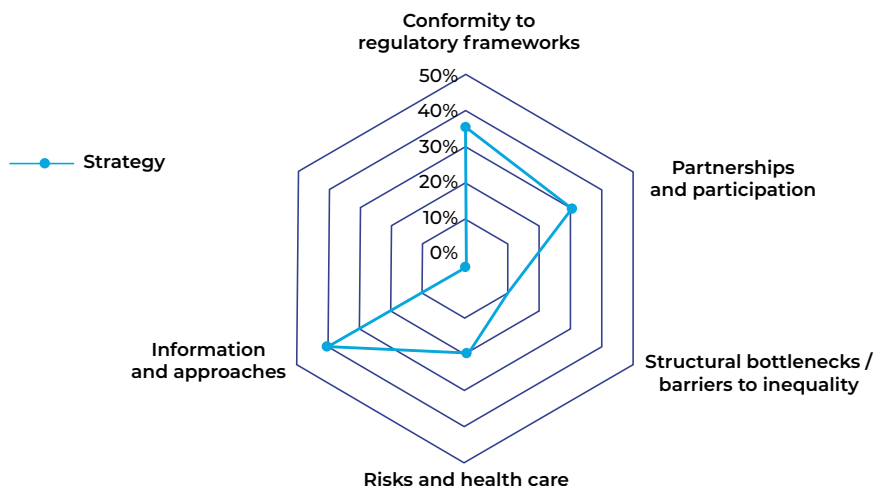 Conformity to
regulatory frameworks
50%
40%
30%
20%
10%
0%
Strategy
Partnerships
and participation
Information
and approaches
Structural bottlenecks /
barriers to inequality
Risks and health care